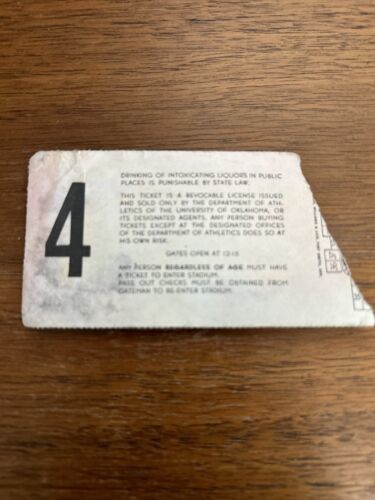 4
DRINKING OF INTOXICATING LIQUORS IN PUBLIC
PLACES IS PUNISHABLE BY STATE LAW.
THIS TICKET IS A REVOCABLE LICENSE ISSUED
AND SOLD ONLY BY THE DEPARTMENT OF ATH-
LETICS OF THE UNIVERSITY OF OKLAHOMA, OR
ITS DESIGNATED AGENTS. ANY PERSON BUYING
TICKETS EXCEPT AT THE DESIGNATED OFFICES
OF THE DEPARTMENT OF ATHLETICS DOES SO AT
HIS OWN RISK.
GATES OPEN AT 12:15
ANY PERSON REGARDLESS OF AGE MUST HAVE
A TICKET TO ENTER STADIUM.
PASS OUT CHECKS MUST BE OBTAINED FROM
GATEMAN TO RE-ENTER STADIUM.